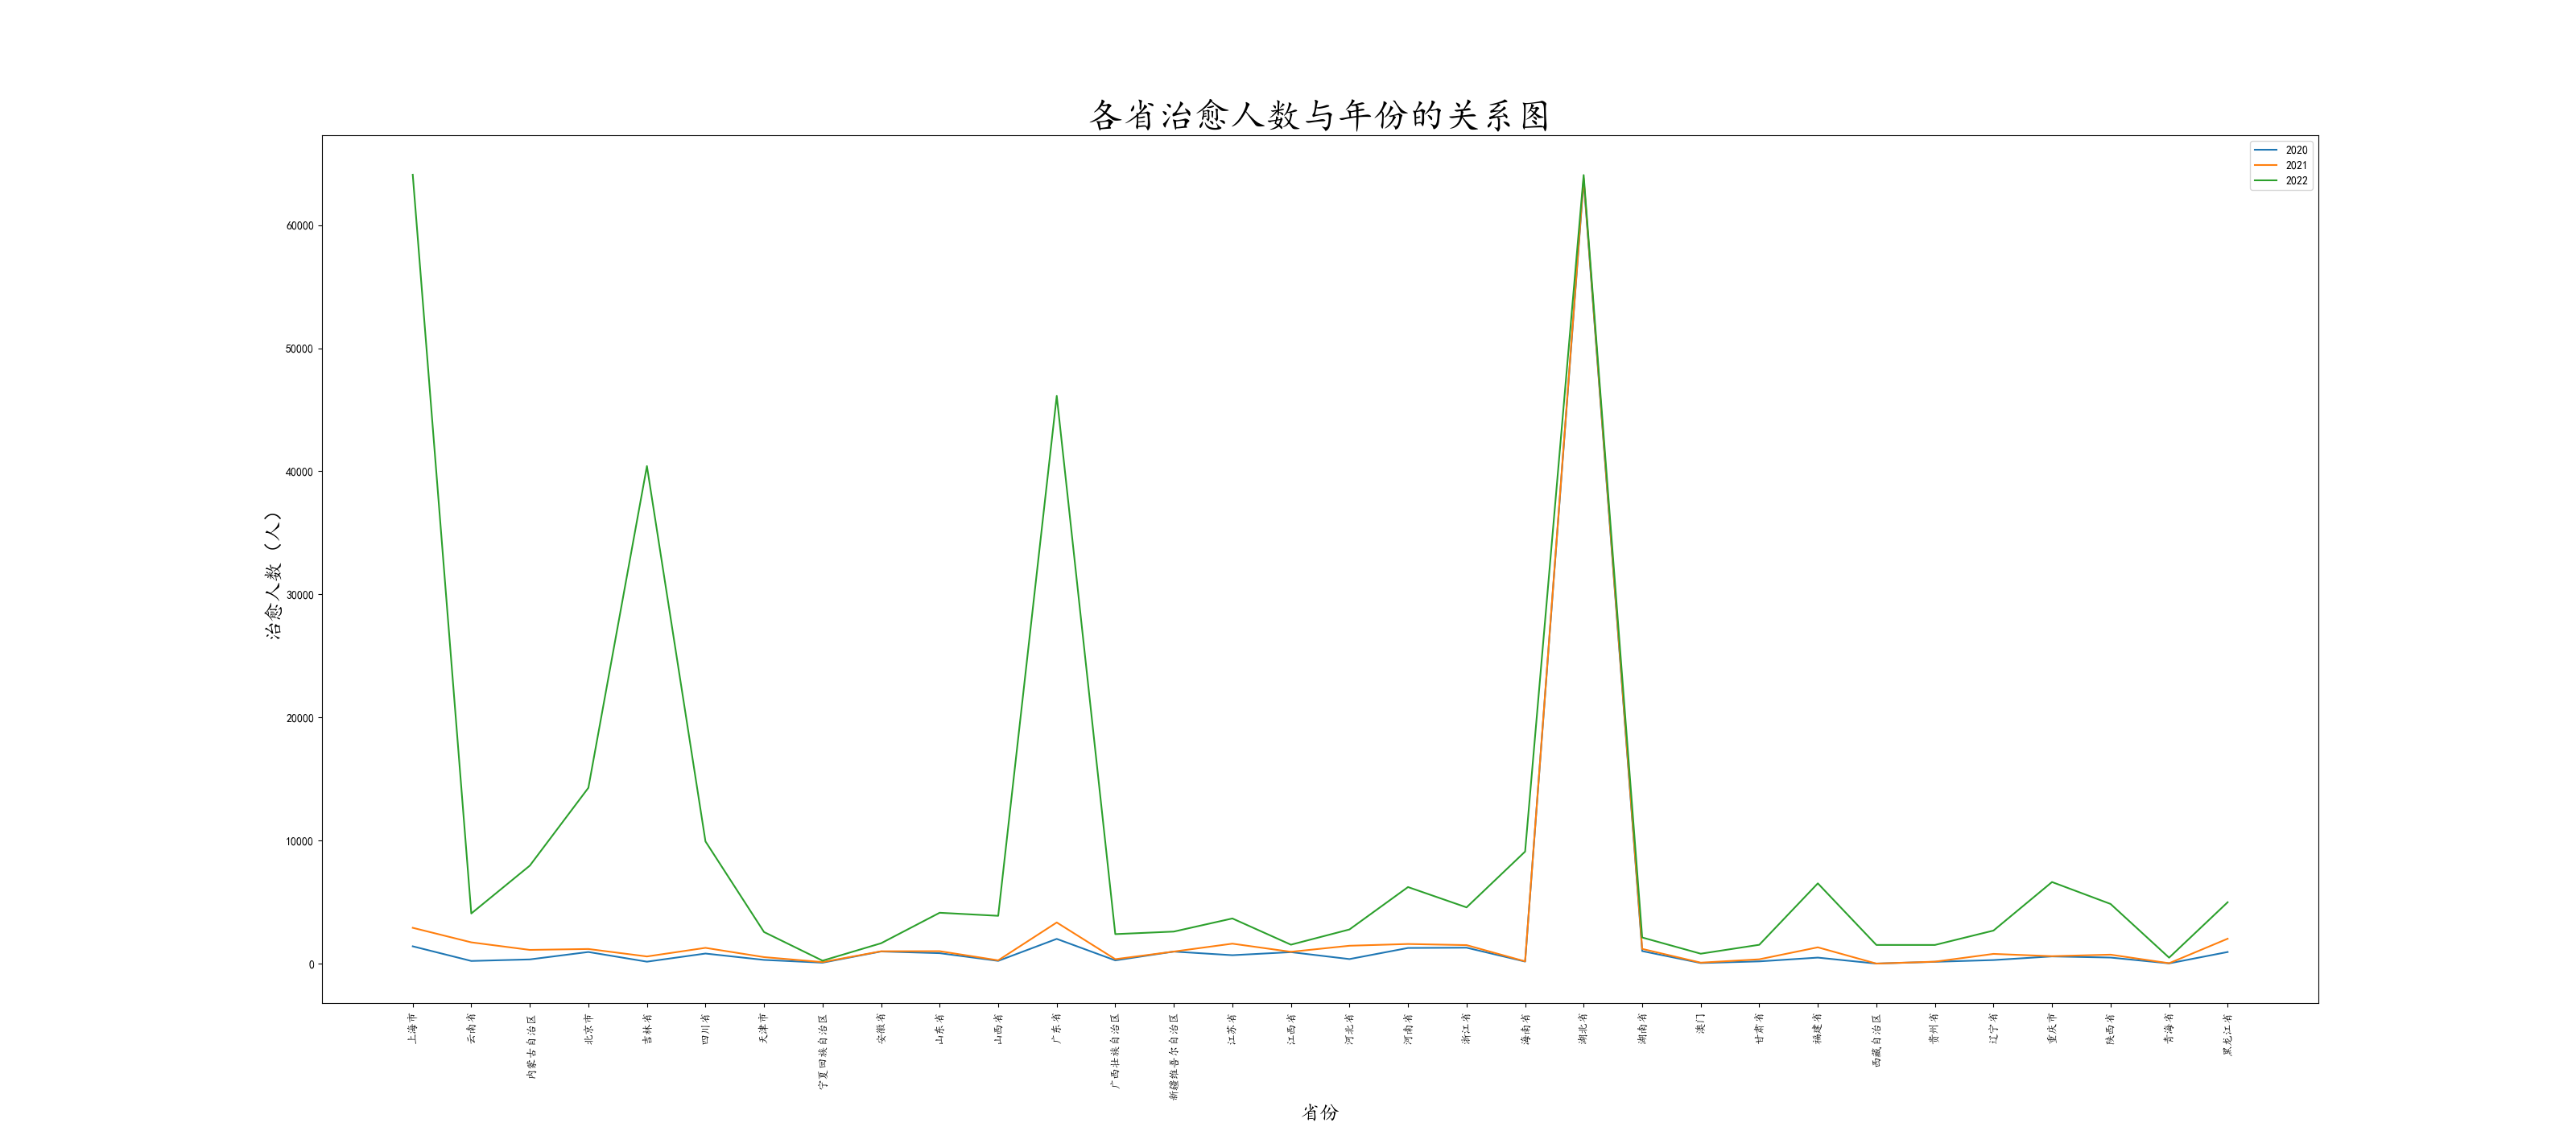 各省治愈人数与年份的关系图
2020
2021
2022
60000
50000
40000
30000
20000
10000
0
治愈人数（人）
上海市
云南省
内蒙古自治区
北京市
吉林省
四川省
天津市
宁夏回族自治区
安徽省
山东省
山西省
广东省
广西壮族自治区
新疆维吾尔自治区
江苏省
江西省
河北省
河南省
浙江省
海南省
湖北省
湖南省
澳门
甘肃省
福建省
西藏自治区
贵州省
辽宁省
重庆市
陕西省
青海省
黑龙江省
省份